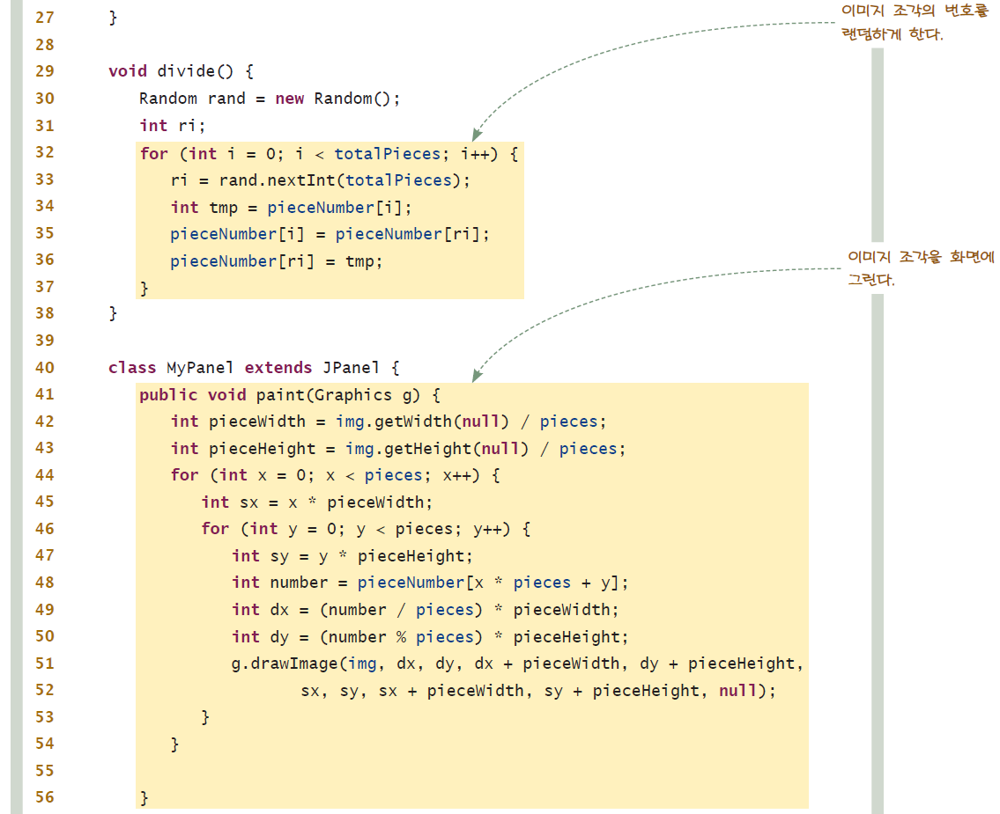 이미지 조각의 번호를
랜덤하게 한다.
27 }
28
29 void divide() {
30 Random rand = new Random();
31 int ri;
32 for (int i = 0; i < totalPieces; i++) {
33 ri = rand.nextInt(totalPieces);
34 int tmp = pieceNumber[i];
35 pieceNumber[i] = pieceNumber[ri];
36 pieceNumber[ri] = tmp;
37 }
38 }
39
이미지 조각을 화면에
그린다.
40 class MyPanel extends JPanel {
41 public void paint(Graphics g) {
42 int pieceWidth = img.getWidth(null) / pieces;
43 int pieceHeight = img.getHeight(null) / pieces;
44 for (int x = 0; x < pieces; x++) {
45 int sx = x * pieceWidth;
46 for (int y = 0; y < pieces; y++) {
47 int sy = y * pieceHeight;
48 int number = pieceNumber[x * pieces + y];
49 int dx = (number / pieces) * pieceWidth;
50 int dy = (number % pieces) * pieceHeight;
51 g.drawImage(img, dx, dy, dx + pieceWidth, dy + pieceHeight,
52 sx, sy, sx + pieceWidth, sy + pieceHeight, null);
53 }
54 }
55
56 }